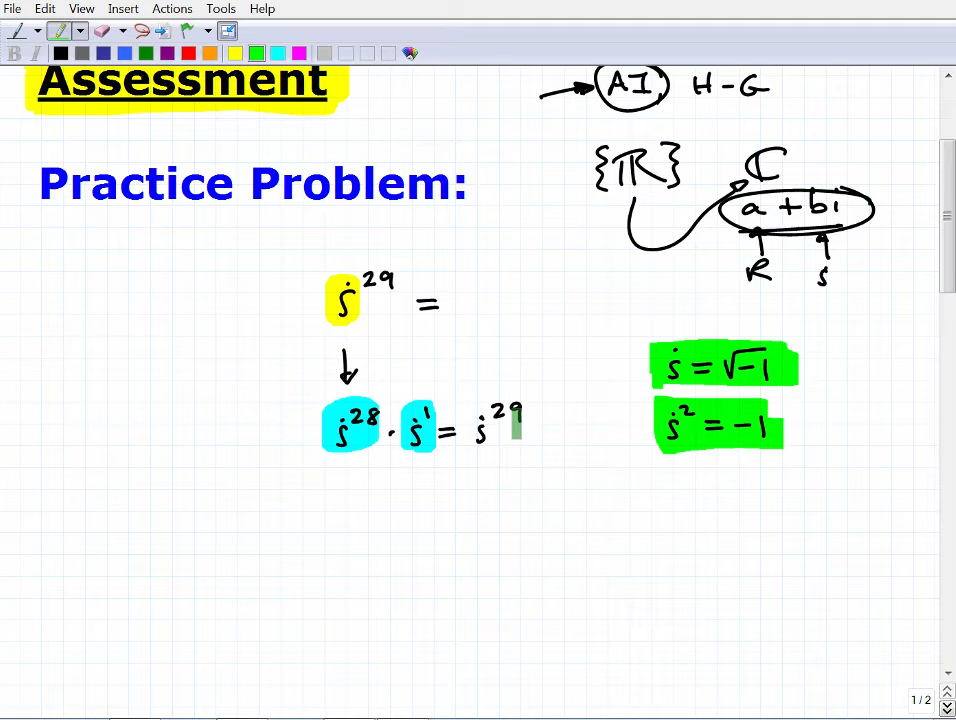 File Edit View Insert Actions Tools Help
B I
Assessment
AI H-G
{ℝ} ℂ
a + bi
R i
Practice Problem:
i²⁹ =
i = √-1
i²⁸ · i¹ = i²⁹
i² = -1
1 / 2